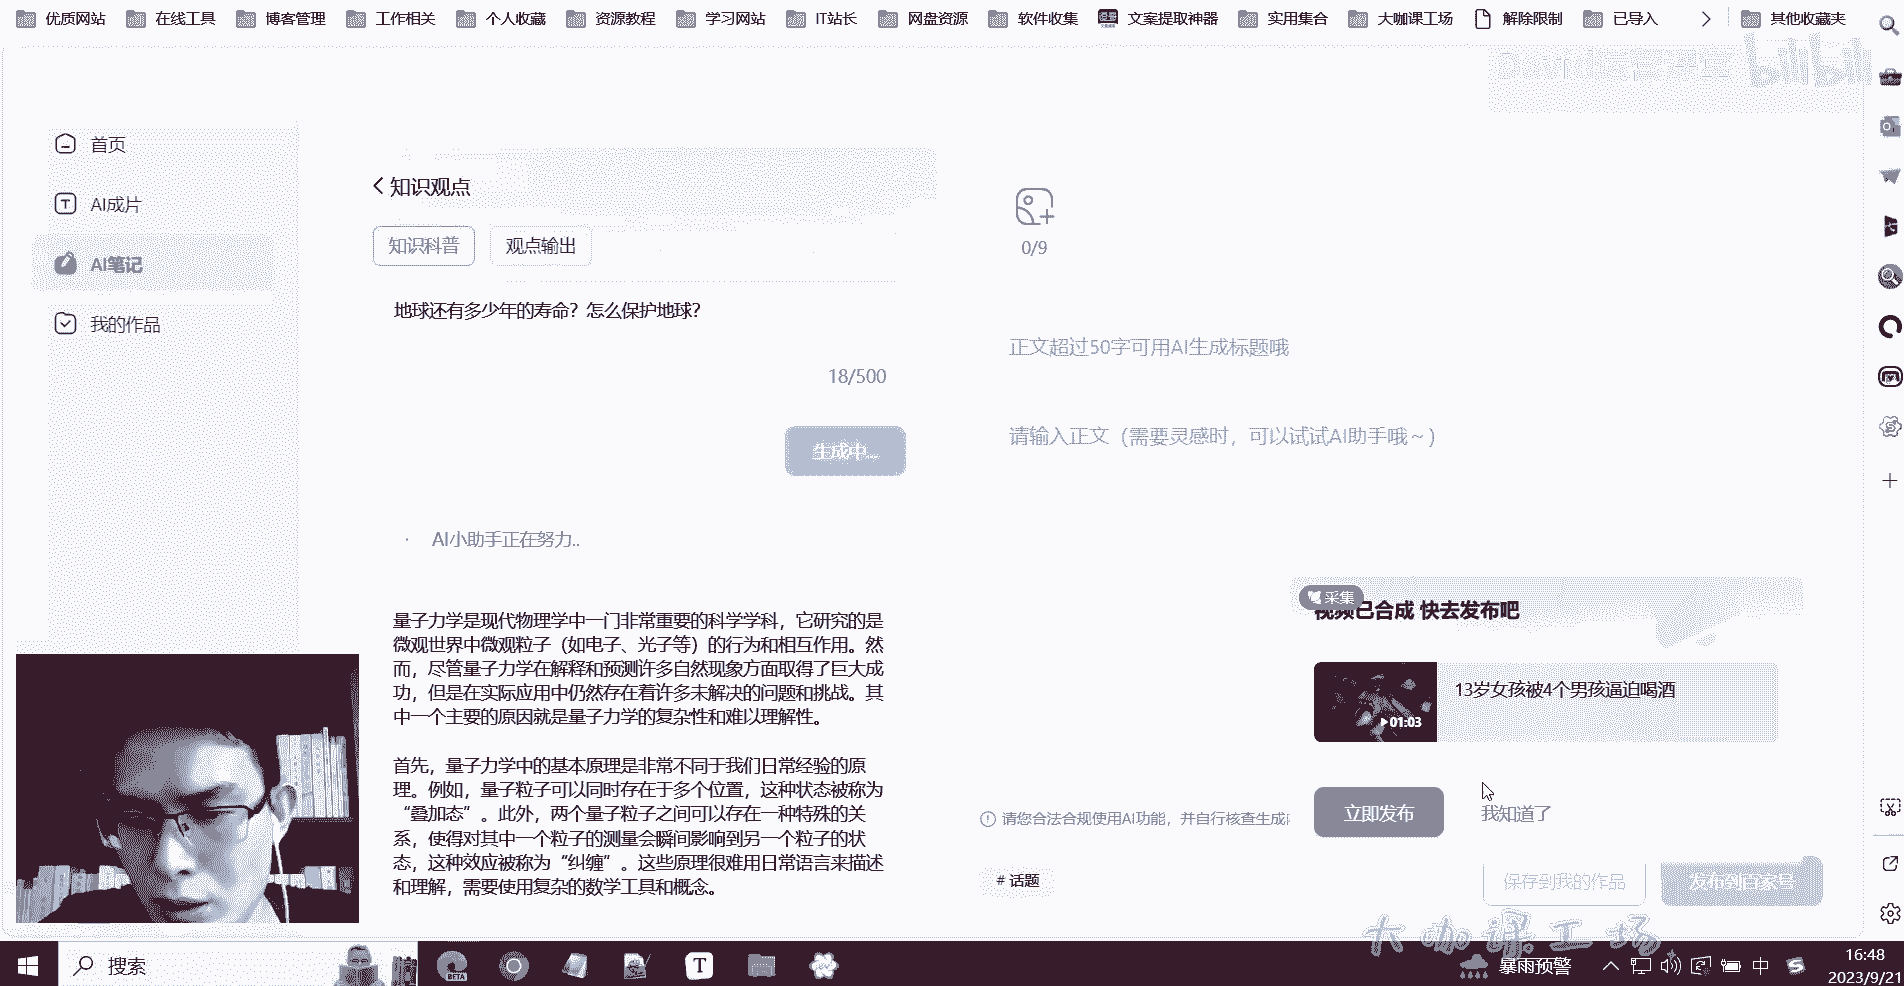 优质网站
在线工具
博客管理
工作相关
个人收藏
资源教程
学习网站
IT站长
网盘资源
软件收集
文案提取神器
实用集合
大咖课工场
解除限制
已导入
其他收藏夹
bilibili
首页
AI成片
AI笔记
我的作品
知识观点
知识科普
观点输出
地球还有多少年的寿命？怎么保护地球？
18/500
生成中...
AI小助手正在努力..
量子力学是现代物理学中一门非常重要的科学学科，它研究的是
微观世界中微观粒子（如电子、光子等）的行为和相互作用。然
而，尽管量子力学在解释和预测许多自然现象方面取得了巨大成
功，但是在实际应用中仍然存在着许多未解决的问题和挑战。其
中一个主要的原因就是量子力学的复杂性和难以理解性。
首先，量子力学中的基本原理是非常不同于我们日常经验的原
理。例如，量子粒子可以同时存在于多个位置，这种状态被称为
“叠加态”。此外，两个量子粒子之间可以存在一种特殊的关
系，使得对其中一个粒子的测量会瞬间影响到另一个粒子的状
态，这种效应被称为“纠缠”。这些原理很难用日常语言来描述
和理解，需要使用复杂的数学工具和概念。
0/9
正文超过50字可用AI生成标题哦
请输入正文（需要灵感时，可以试试AI助手哦～）
采集
视频已合成 快去发布吧
13岁女孩被4个男孩逼迫喝酒
01:03
立即发布
我知道了
请您合法合规使用AI功能，并自行核查生成
# 话题
保存到我的作品
发布到百家号
大咖课工场
搜索
BETA
T
暴雨预警
中
16:48
2023/9/21